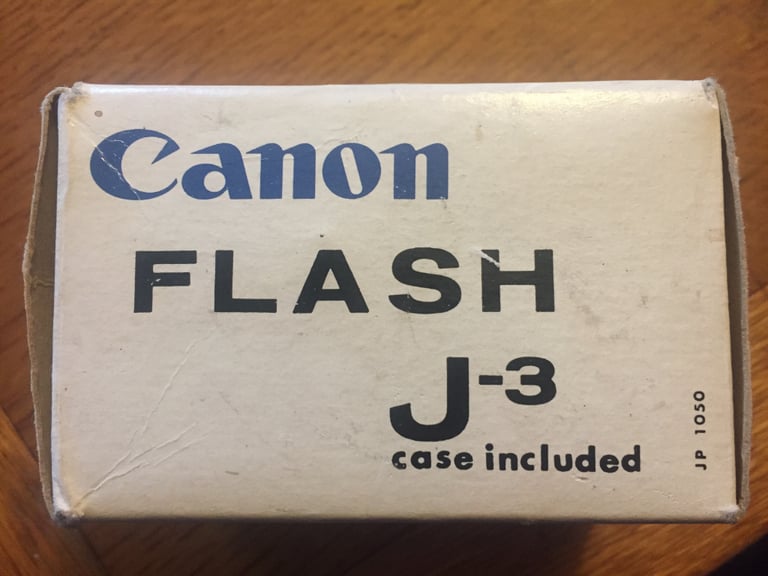 Canon
FLASH
J-3
case included
JP 1050